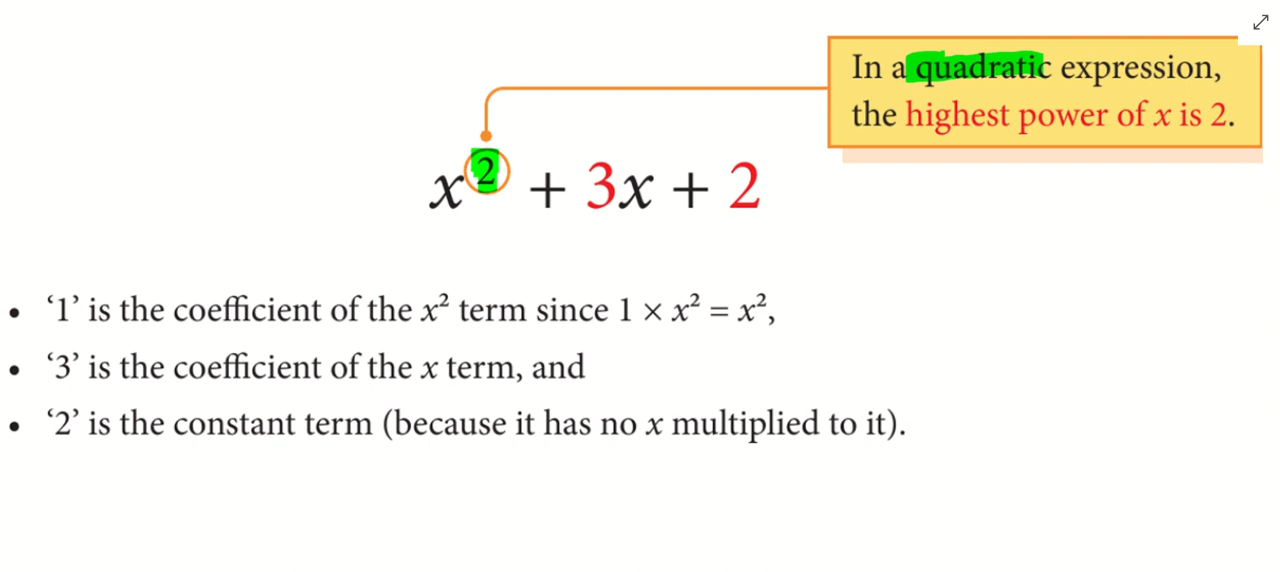 In a quadratic expression,
the highest power of x is 2.
x² + 3x + 2
• ‘1’ is the coefficient of the x² term since 1 × x² = x²,
• ‘3’ is the coefficient of the x term, and
• ‘2’ is the constant term (because it has no x multiplied to it).